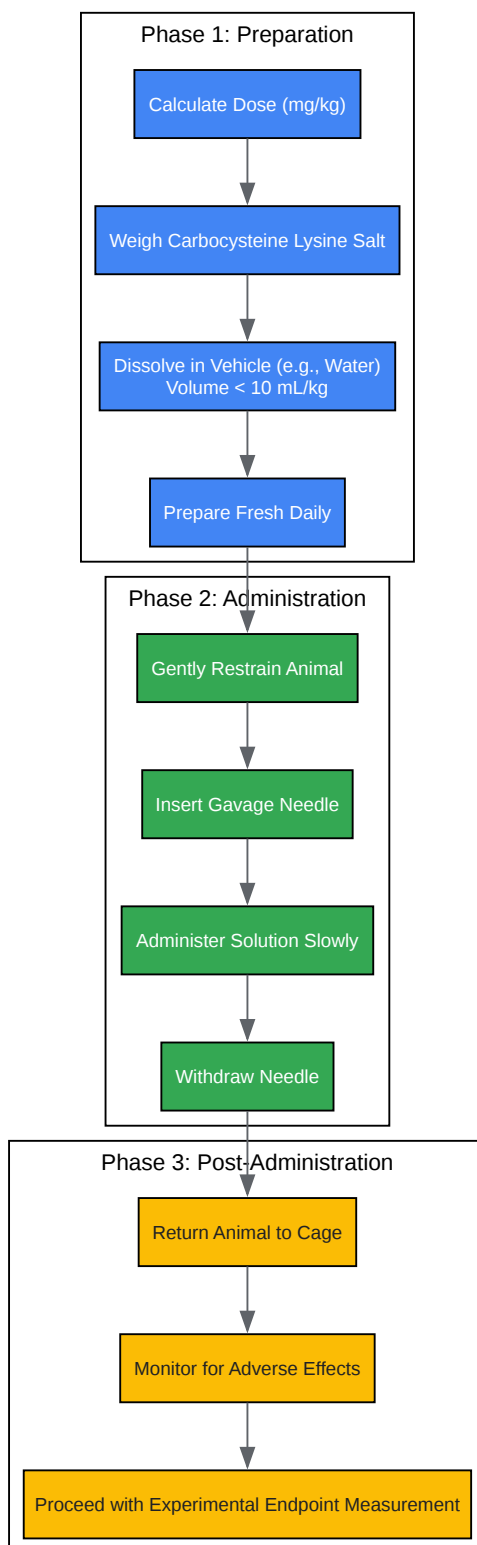 Phase 1: Preparation
Calculate Dose (mg/kg)
Weigh Carbocysteine Lysine Salt
Dissolve in Vehicle (e.g., Water)
Volume < 10 mL/kg
Prepare Fresh Daily
Phase 2: Administration
Gently Restrain Animal
Insert Gavage Needle
Administer Solution Slowly
Withdraw Needle
Phase 3: Post-Administration
Return Animal to Cage
Monitor for Adverse Effects
Proceed with Experimental Endpoint Measurement